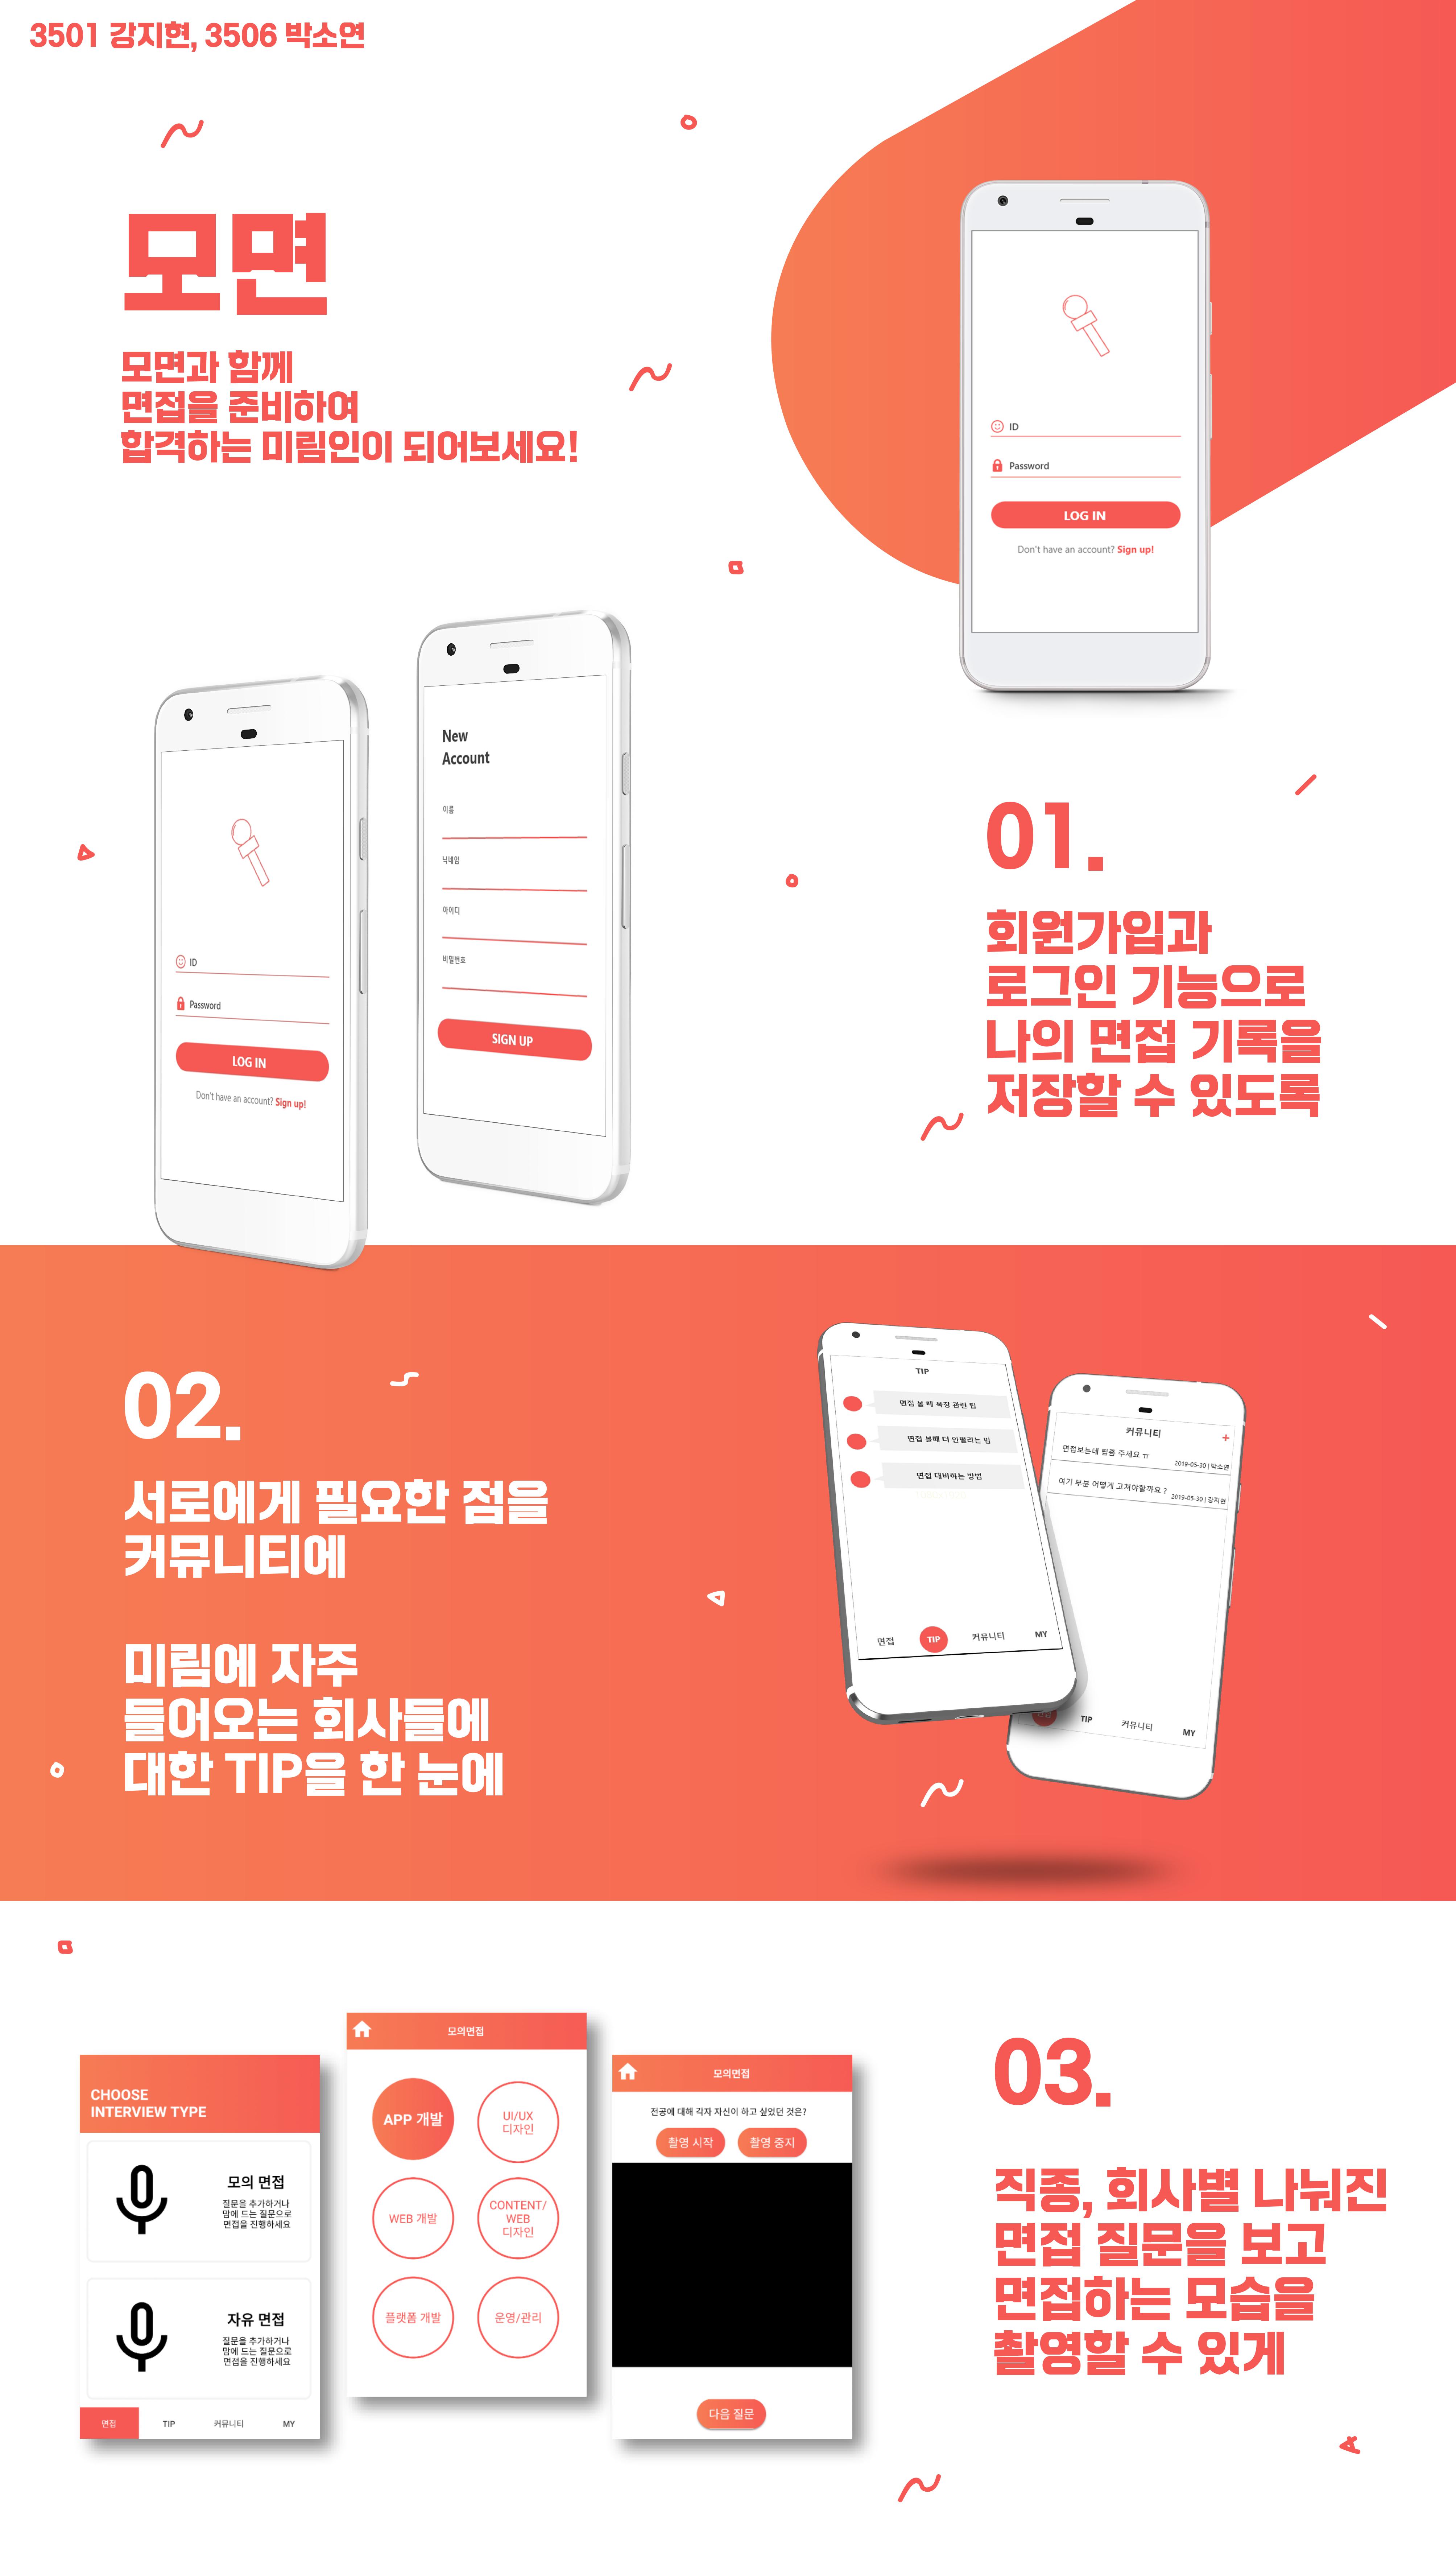 3501 강지현, 3506 박소연
모면
모면과 함께
면접을 준비하여
합격하는 미림인이 되어보세요!
ID
Password
LOG IN
Don't have an account? Sign up!
ID
Password
LOG IN
Don't have an account? Sign up!
New
Account
이름
닉네임
아이디
비밀번호
SIGN UP
01.
회원가입과
로그인 기능으로
나의 면접 기록을
저장할 수 있도록
02.
서로에게 필요한 점을
커뮤니티에
미림에 자주
들어오는 회사들에
대한 TIP을 한 눈에
TIP
면접 볼 때 복장 관련 팁
면접 볼때 더 안떨리는 법
면접 대비하는 방법
면접 TIP 커뮤니티 MY
커뮤니티 +
면접보는데 팁좀 주세요 ㅠ
2019-05-30 | 박소연
여기 부분 어떻게 고쳐야할까요 ?
2019-05-30 | 강지현
TIP 커뮤니티 MY
CHOOSE
INTERVIEW TYPE
모의 면접
질문을 추가하거나
맘에 드는 질문으로
면접을 진행하세요
자유 면접
질문을 추가하거나
맘에 드는 질문으로
면접을 진행하세요
면접 TIP 커뮤니티 MY
모의면접
APP 개발
UI/UX
디자인
WEB 개발
CONTENT/
WEB
디자인
플랫폼 개발
운영/관리
모의면접
전공에 대해 각자 자신이 하고 싶었던 것은?
촬영 시작 촬영 중지
다음 질문
03.
직종, 회사별 나눠진
면접 질문을 보고
면접하는 모습을
촬영할 수 있게